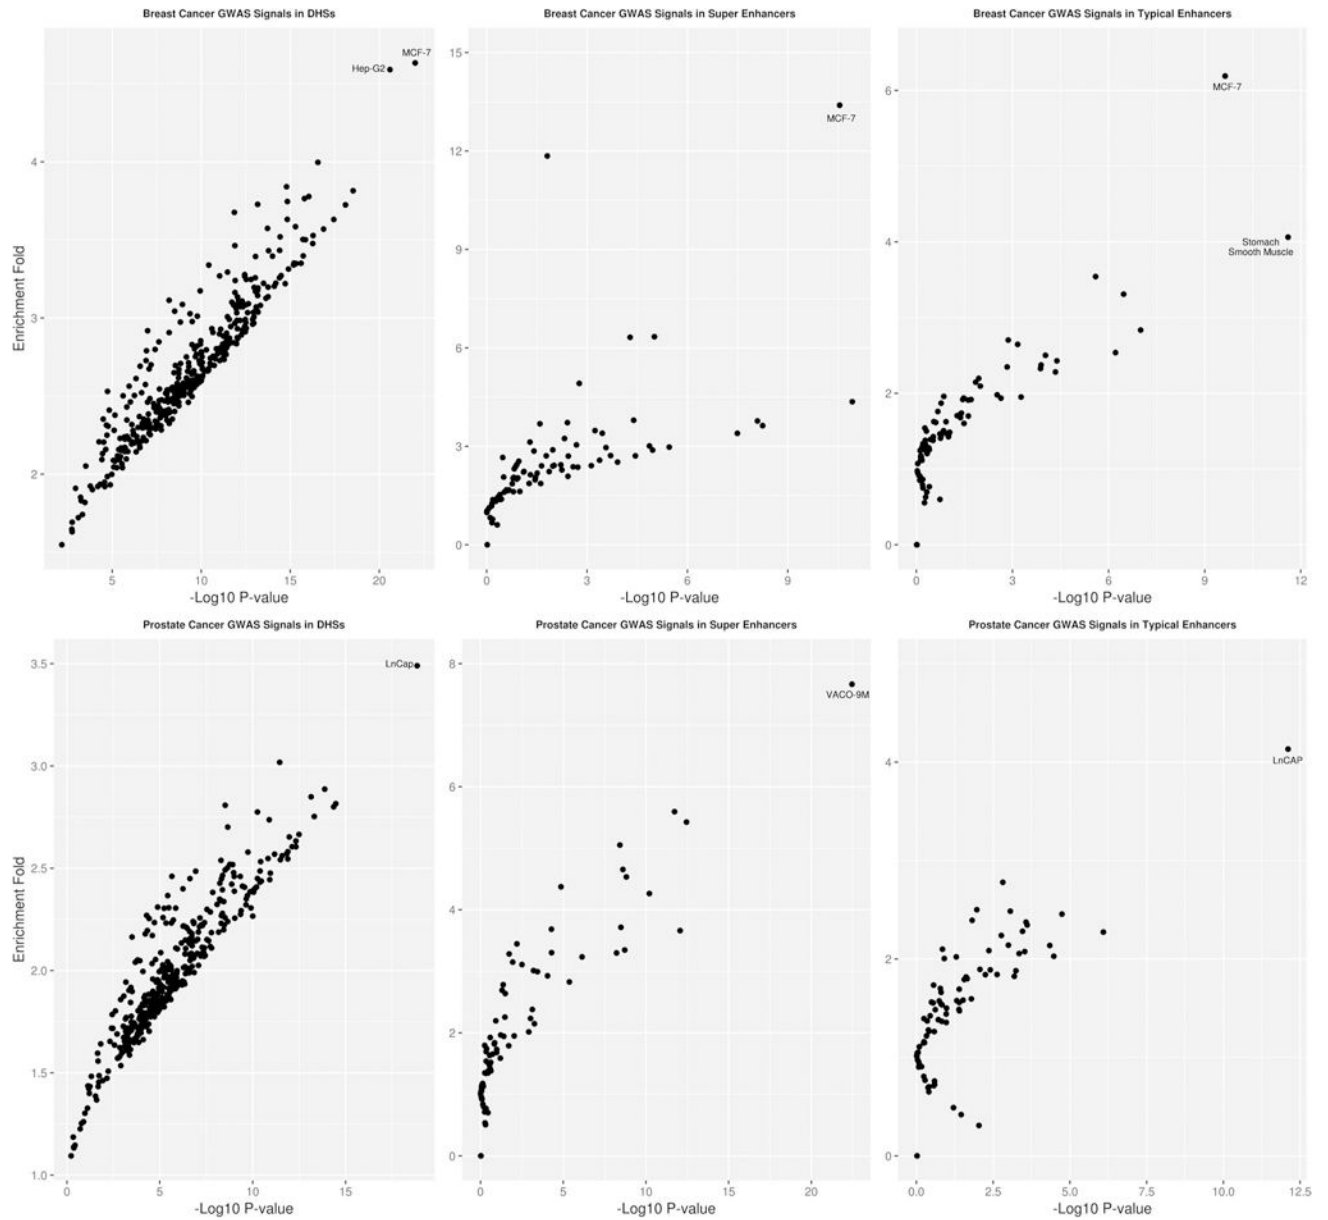 Breast Cancer GWAS Signals in DHSs
Enrichment Fold
4
3
2
MCF-7
Hep-G2
5
10
15
20
-Log10 P-value
Breast Cancer GWAS Signals in Super Enhancers
15
12
9
6
3
0
MCF-7
0
3
6
9
-Log10 P-value
Breast Cancer GWAS Signals in Typical Enhancers
6
4
2
0
MCF-7
Stomach
Smooth Muscle
0
3
6
9
12
-Log10 P-value
Prostate Cancer GWAS Signals in DHSs
Enrichment Fold
3.5
3.0
2.5
2.0
1.5
1.0
LnCap
0
5
10
15
-Log10 P-value
Prostate Cancer GWAS Signals in Super Enhancers
8
6
4
2
0
VACO-9M
0
5
10
15
20
-Log10 P-value
Prostate Cancer GWAS Signals in Typical Enhancers
4
2
0
LnCAP
0.0
2.5
5.0
7.5
10.0
12.5
-Log10 P-value